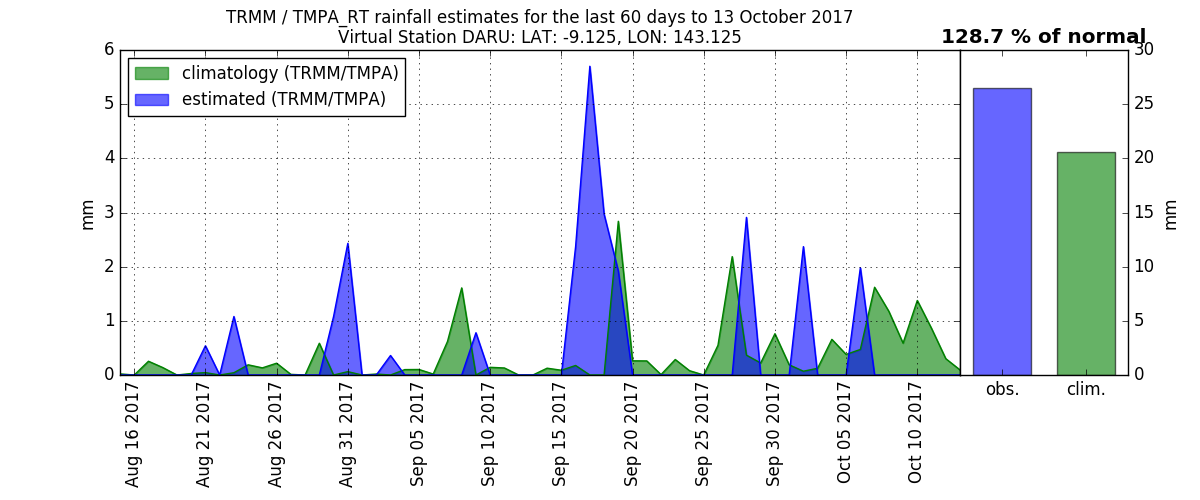 TRMM / TMPA_RT rainfall estimates for the last 60 days to 13 October 2017
Virtual Station DARU: LAT: -9.125, LON: 143.125
128.7 % of normal
climatology (TRMM/TMPA)
estimated (TRMM/TMPA)
6
5
4
3
2
1
0
mm
Aug 16 2017
Aug 21 2017
Aug 26 2017
Aug 31 2017
Sep 05 2017
Sep 10 2017
Sep 15 2017
Sep 20 2017
Sep 25 2017
Sep 30 2017
Oct 05 2017
Oct 10 2017
30
25
20
15
10
5
0
mm
obs.
clim.